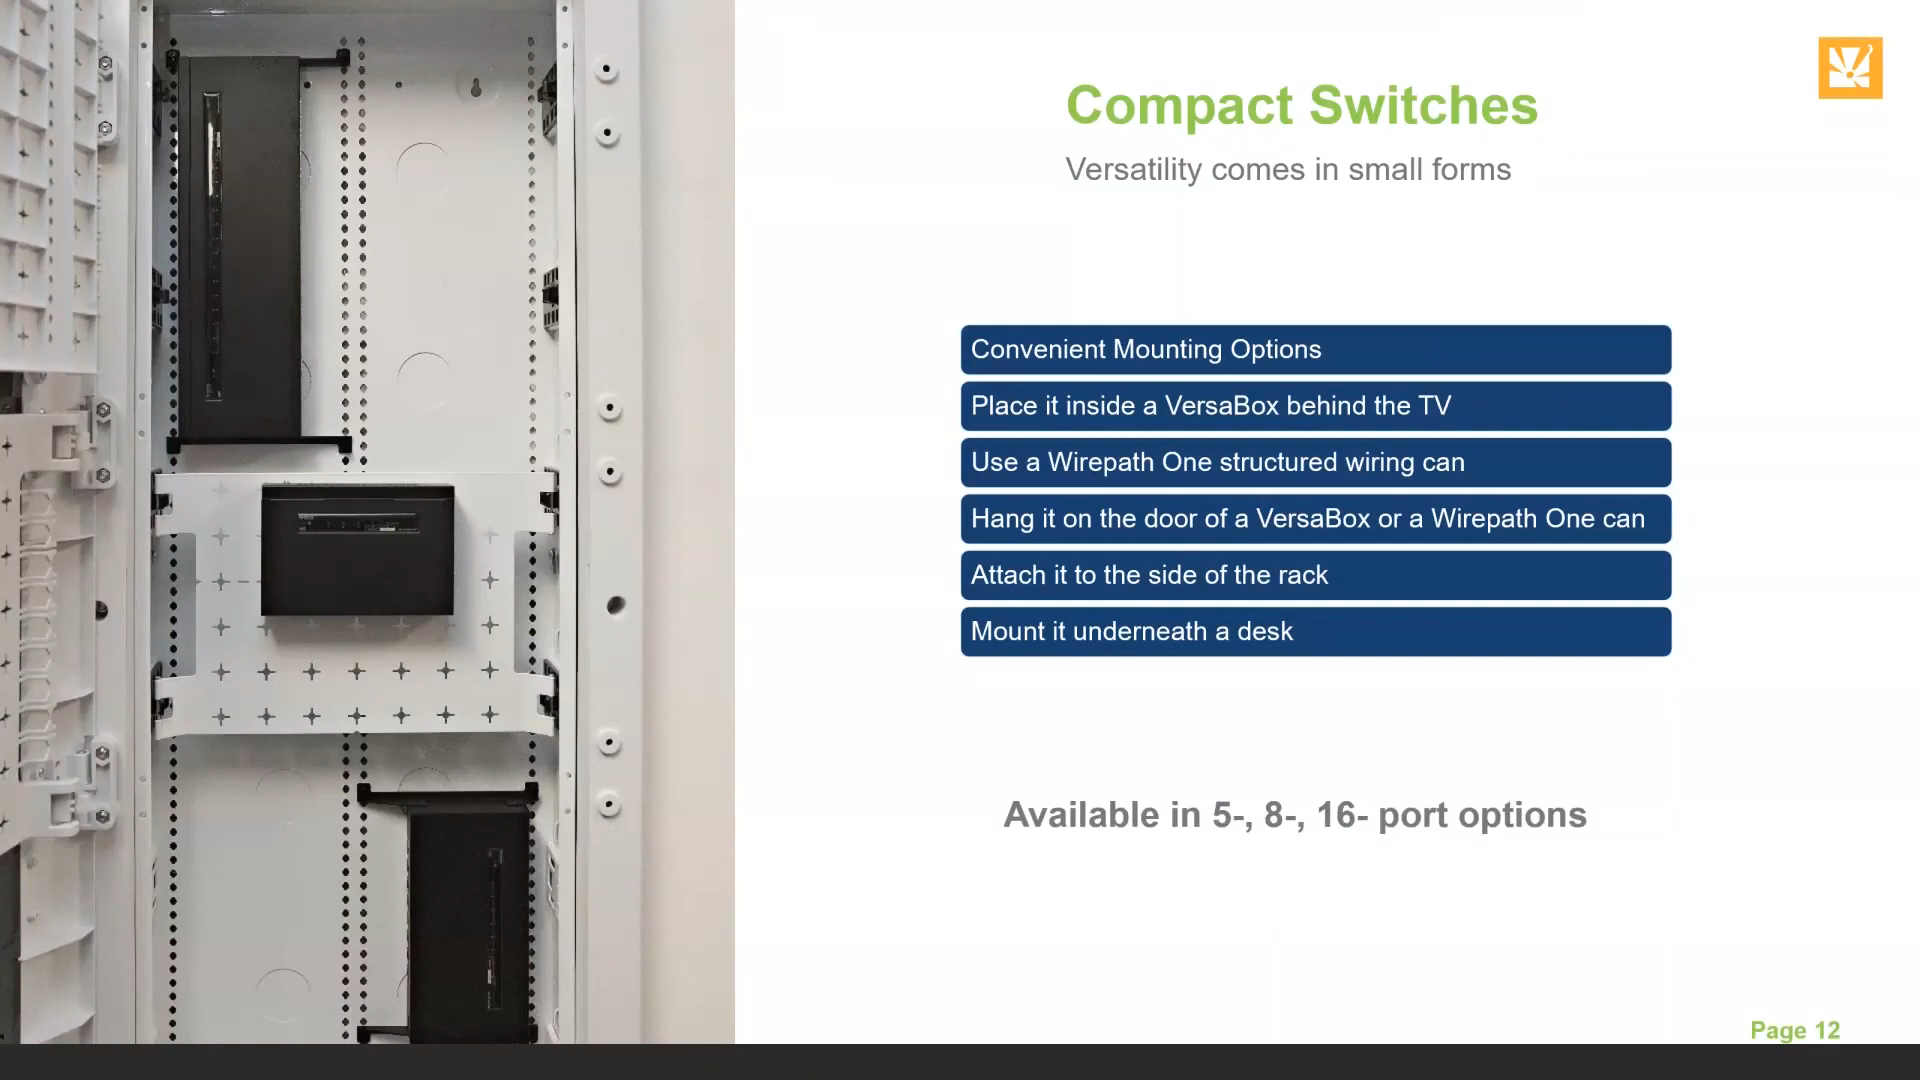 Compact Switches
Versatility comes in small forms
Convenient Mounting Options
Place it inside a VersaBox behind the TV
Use a Wirepath One structured wiring can
Hang it on the door of a VersaBox or a Wirepath One can
Attach it to the side of the rack
Mount it underneath a desk
Available in 5-, 8-, 16- port options
Page 12